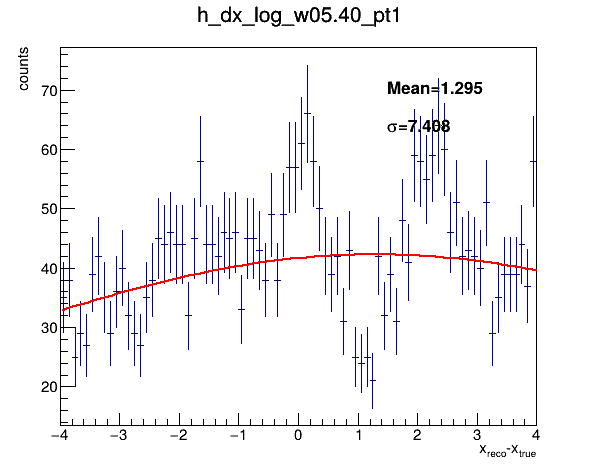 h_dx_log_w05.40_pt1
counts
Mean=1.295
σ=7.408
70
60
50
40
30
20
−4 −3 −2 −1 0 1 2 3 4
x_reco-x_true